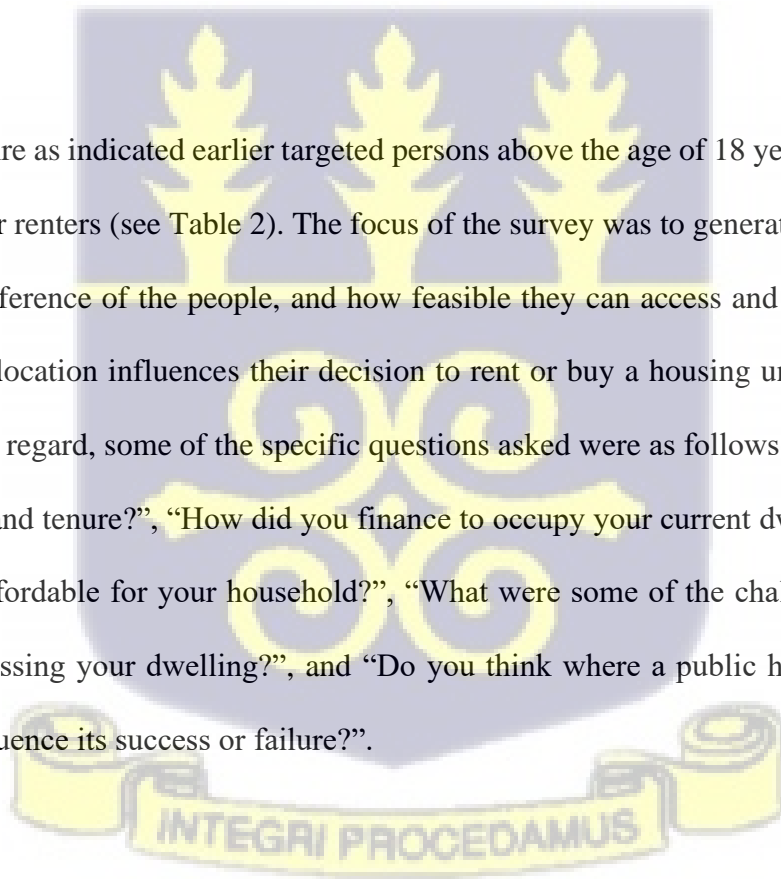 re as indicated earlier targeted persons above the age of 18 ye
r renters (see Table 2). The focus of the survey was to generat
ference of the people, and how feasible they can access and
location influences their decision to rent or buy a housing un
regard, some of the specific questions asked were as follows
and tenure?”, “How did you finance to occupy your current dw
ffordable for your household?”, “What were some of the chal
ssing your dwelling?”, and “Do you think where a public h
uence its success or failure?”.
INTEGRI PROCEDAMUS